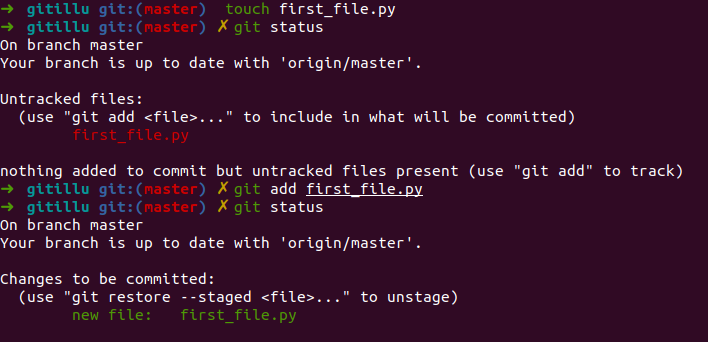 ➜  gitillu git:(master)  touch first_file.py
➜  gitillu git:(master) ✗ git status
On branch master
Your branch is up to date with 'origin/master'.

Untracked files:
  (use "git add <file>..." to include in what will be committed)
        first_file.py

nothing added to commit but untracked files present (use "git add" to track)
➜  gitillu git:(master) ✗ git add first_file.py
➜  gitillu git:(master) ✗ git status
On branch master
Your branch is up to date with 'origin/master'.

Changes to be committed:
  (use "git restore --staged <file>..." to unstage)
        new file:   first_file.py